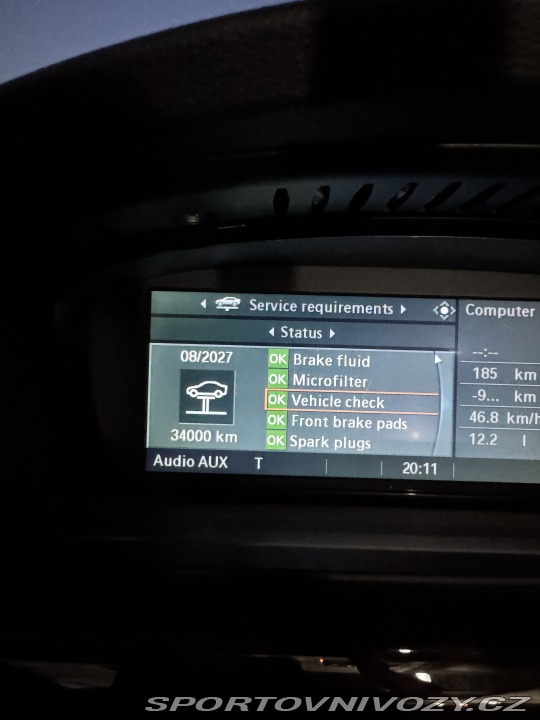 Service requirements
Computer
Status
08/2027
OK Brake fluid
OK Microfilter
OK Vehicle check
OK Front brake pads
OK Spark plugs
34000 km
--:--
185 km
-9... km
46.8 km/h
12.2 l
Audio AUX T 20:11
SPORTOVNIVOZY.CZ